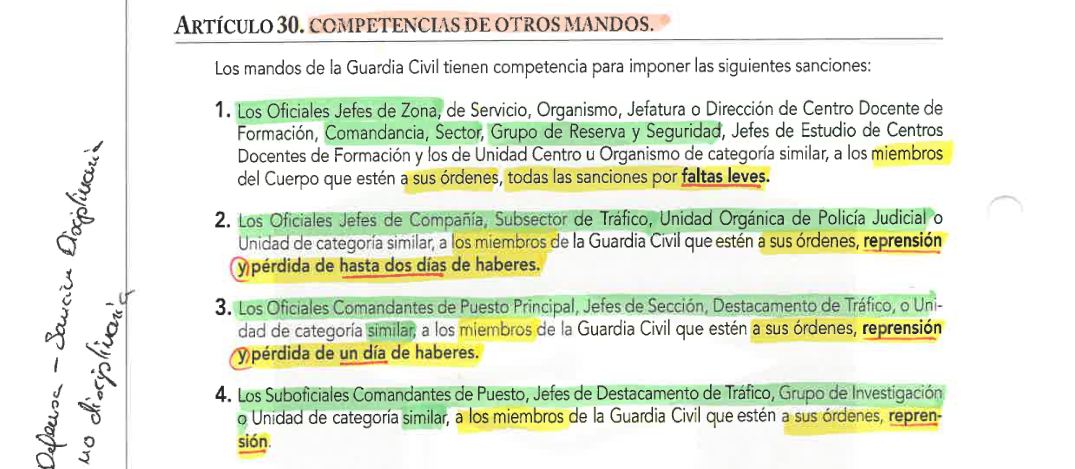 ARTÍCULO 30. COMPETENCIAS DE OTROS MANDOS.
Los mandos de la Guardia Civil tienen competencia para imponer las siguientes sanciones:
1. Los Oficiales Jefes de Zona, de Servicio, Organismo, Jefatura o Dirección de Centro Docente de
Formación, Comandancia, Sector, Grupo de Reserva y Seguridad, Jefes de Estudio de Centros
Docentes de Formación y los de Unidad Centro u Organismo de categoría similar, a los miembros
del Cuerpo que estén a sus órdenes, todas las sanciones por faltas leves.
2. Los Oficiales Jefes de Compañía, Subsector de Tráfico, Unidad Orgánica de Policía Judicial o
Unidad de categoría similar, a los miembros de la Guardia Civil que estén a sus órdenes, reprensión
y pérdida de hasta dos días de haberes.
3. Los Oficiales Comandantes de Puesto Principal, Jefes de Sección, Destacamento de Tráfico, o Uni-
dad de categoría similar, a los miembros de la Guardia Civil que estén a sus órdenes, reprensión
y pérdida de un día de haberes.
4. Los Suboficiales Comandantes de Puesto, Jefes de Destacamento de Tráfico, Grupo de Investigación
o Unidad de categoría similar, a los miembros de la Guardia Civil que estén a sus órdenes, repren-
sión.
Defensa - Sanción Disciplinaria
no disciplinaria